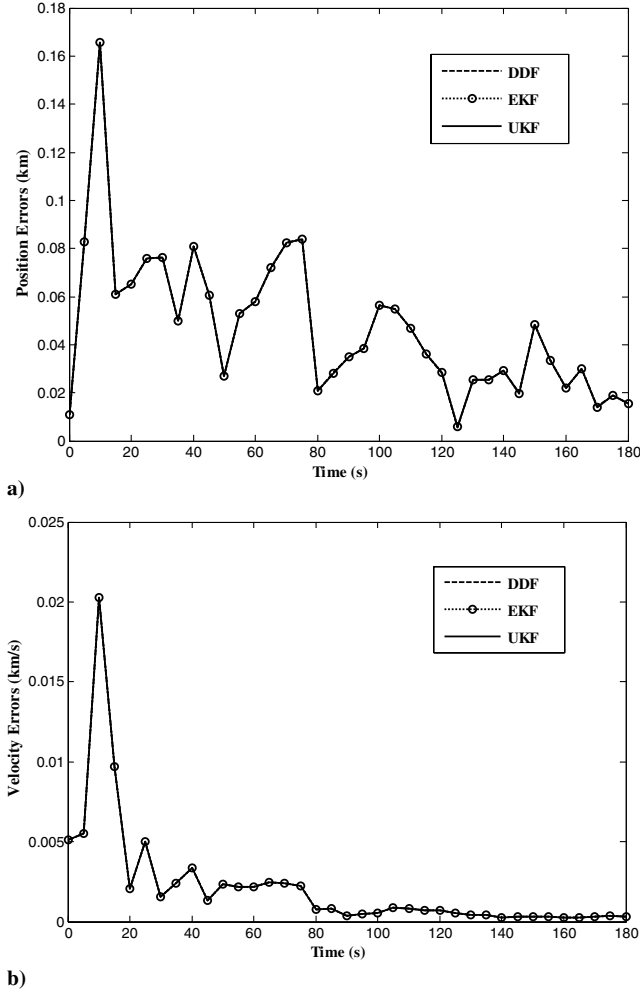 0.18
0.16
0.14
0.12
0.1
0.08
0.06
0.04
0.02
0
Position Errors (km)
DDF
EKF
UKF
0 20 40 60 80 100 120 140 160 180
Time (s)
a)
0.025
0.02
0.015
0.01
0.005
0
Velocity Errors (km/s)
DDF
EKF
UKF
0 20 40 60 80 100 120 140 160 180
Time (s)
b)